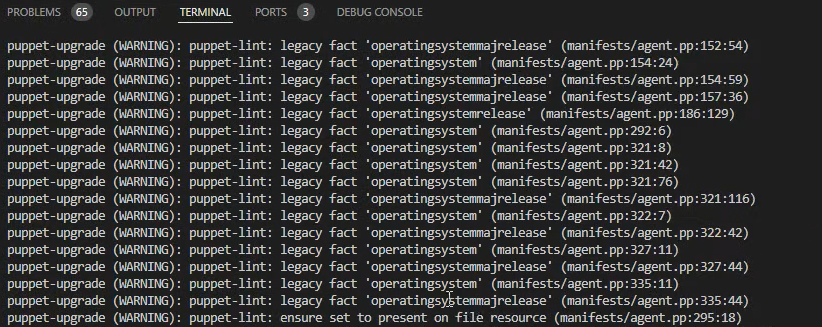 PROBLEMS 65 OUTPUT TERMINAL PORTS 3 DEBUG CONSOLE
puppet-upgrade (WARNING): puppet-lint: legacy fact 'operatingsystemmajrelease' (manifests/agent.pp:152:54)
puppet-upgrade (WARNING): puppet-lint: legacy fact 'operatingsystem' (manifests/agent.pp:154:24)
puppet-upgrade (WARNING): puppet-lint: legacy fact 'operatingsystemmajrelease' (manifests/agent.pp:154:59)
puppet-upgrade (WARNING): puppet-lint: legacy fact 'operatingsystemmajrelease' (manifests/agent.pp:157:36)
puppet-upgrade (WARNING): puppet-lint: legacy fact 'operatingsystemrelease' (manifests/agent.pp:186:129)
puppet-upgrade (WARNING): puppet-lint: legacy fact 'operatingsystem' (manifests/agent.pp:292:6)
puppet-upgrade (WARNING): puppet-lint: legacy fact 'operatingsystem' (manifests/agent.pp:321:8)
puppet-upgrade (WARNING): puppet-lint: legacy fact 'operatingsystem' (manifests/agent.pp:321:42)
puppet-upgrade (WARNING): puppet-lint: legacy fact 'operatingsystem' (manifests/agent.pp:321:76)
puppet-upgrade (WARNING): puppet-lint: legacy fact 'operatingsystemmajrelease' (manifests/agent.pp:321:116)
puppet-upgrade (WARNING): puppet-lint: legacy fact 'operatingsystem' (manifests/agent.pp:322:7)
puppet-upgrade (WARNING): puppet-lint: legacy fact 'operatingsystemmajrelease' (manifests/agent.pp:322:42)
puppet-upgrade (WARNING): puppet-lint: legacy fact 'operatingsystem' (manifests/agent.pp:327:11)
puppet-upgrade (WARNING): puppet-lint: legacy fact 'operatingsystemmajrelease' (manifests/agent.pp:327:44)
puppet-upgrade (WARNING): puppet-lint: legacy fact 'operatingsystem' (manifests/agent.pp:335:11)
puppet-upgrade (WARNING): puppet-lint: legacy fact 'operatingsystemmajrelease' (manifests/agent.pp:335:44)
puppet-upgrade (WARNING): puppet-lint: ensure set to present on file resource (manifests/agent.pp:295:18)